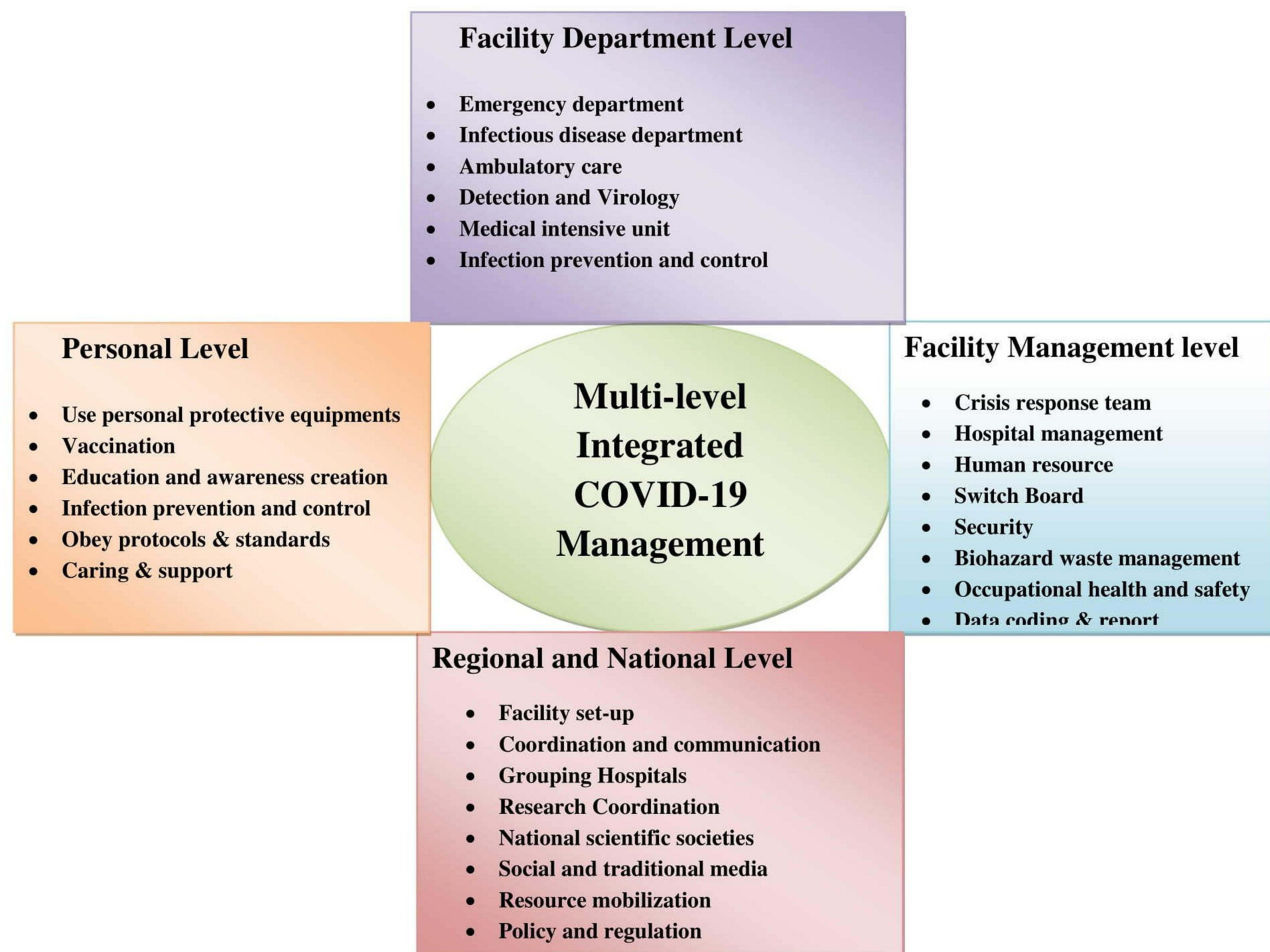 Facility Department Level
• Emergency department
• Infectious disease department
• Ambulatory care
• Detection and Virology
• Medical intensive unit
• Infection prevention and control
Personal Level
• Use personal protective equipments
• Vaccination
• Education and awareness creation
• Infection prevention and control
• Obey protocols & standards
• Caring & support
Multi-level
Integrated
COVID-19
Management
Facility Management level
• Crisis response team
• Hospital management
• Human resource
• Switch Board
• Security
• Biohazard waste management
• Occupational health and safety
• Data coding & report
Regional and National Level
• Facility set-up
• Coordination and communication
• Grouping Hospitals
• Research Coordination
• National scientific societies
• Social and traditional media
• Resource mobilization
• Policy and regulation